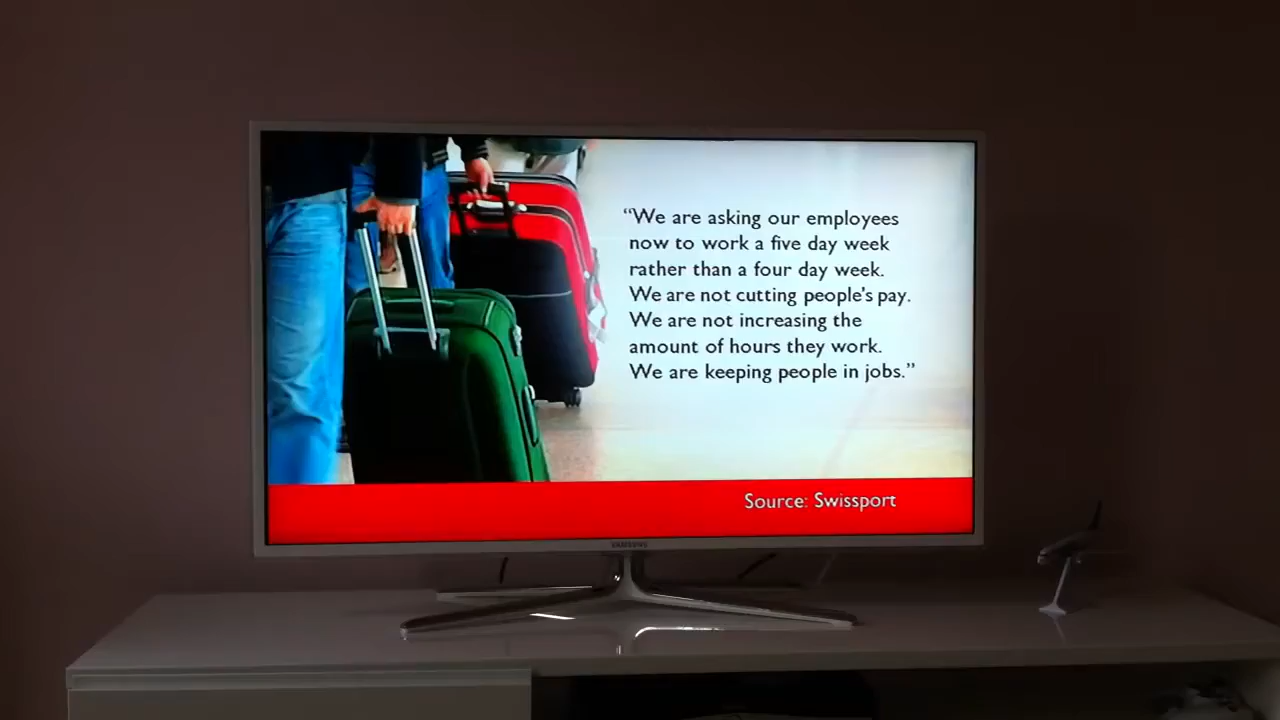 “We are asking our employees
now to work a five day week
rather than a four day week.
We are not cutting people's pay.
We are not increasing the
amount of hours they work.
We are keeping people in jobs.”
Source: Swissport
SAMSUNG